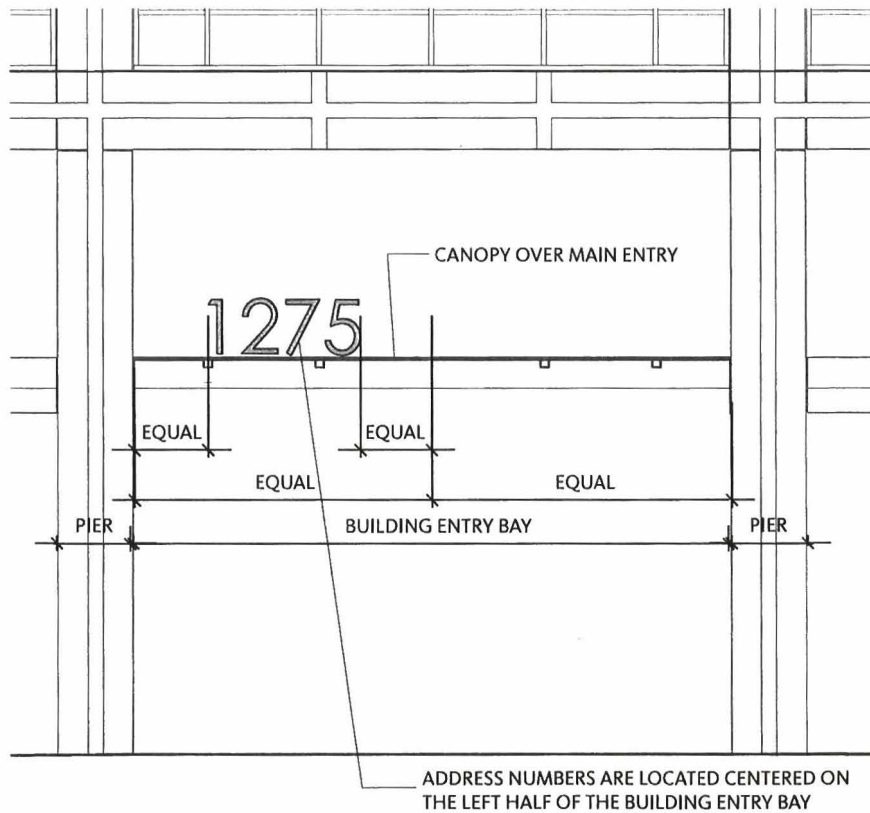 CANOPY OVER MAIN ENTRY
1275
EQUAL EQUAL
EQUAL EQUAL
PIER BUILDING ENTRY BAY PIER
ADDRESS NUMBERS ARE LOCATED CENTERED ON
THE LEFT HALF OF THE BUILDING ENTRY BAY